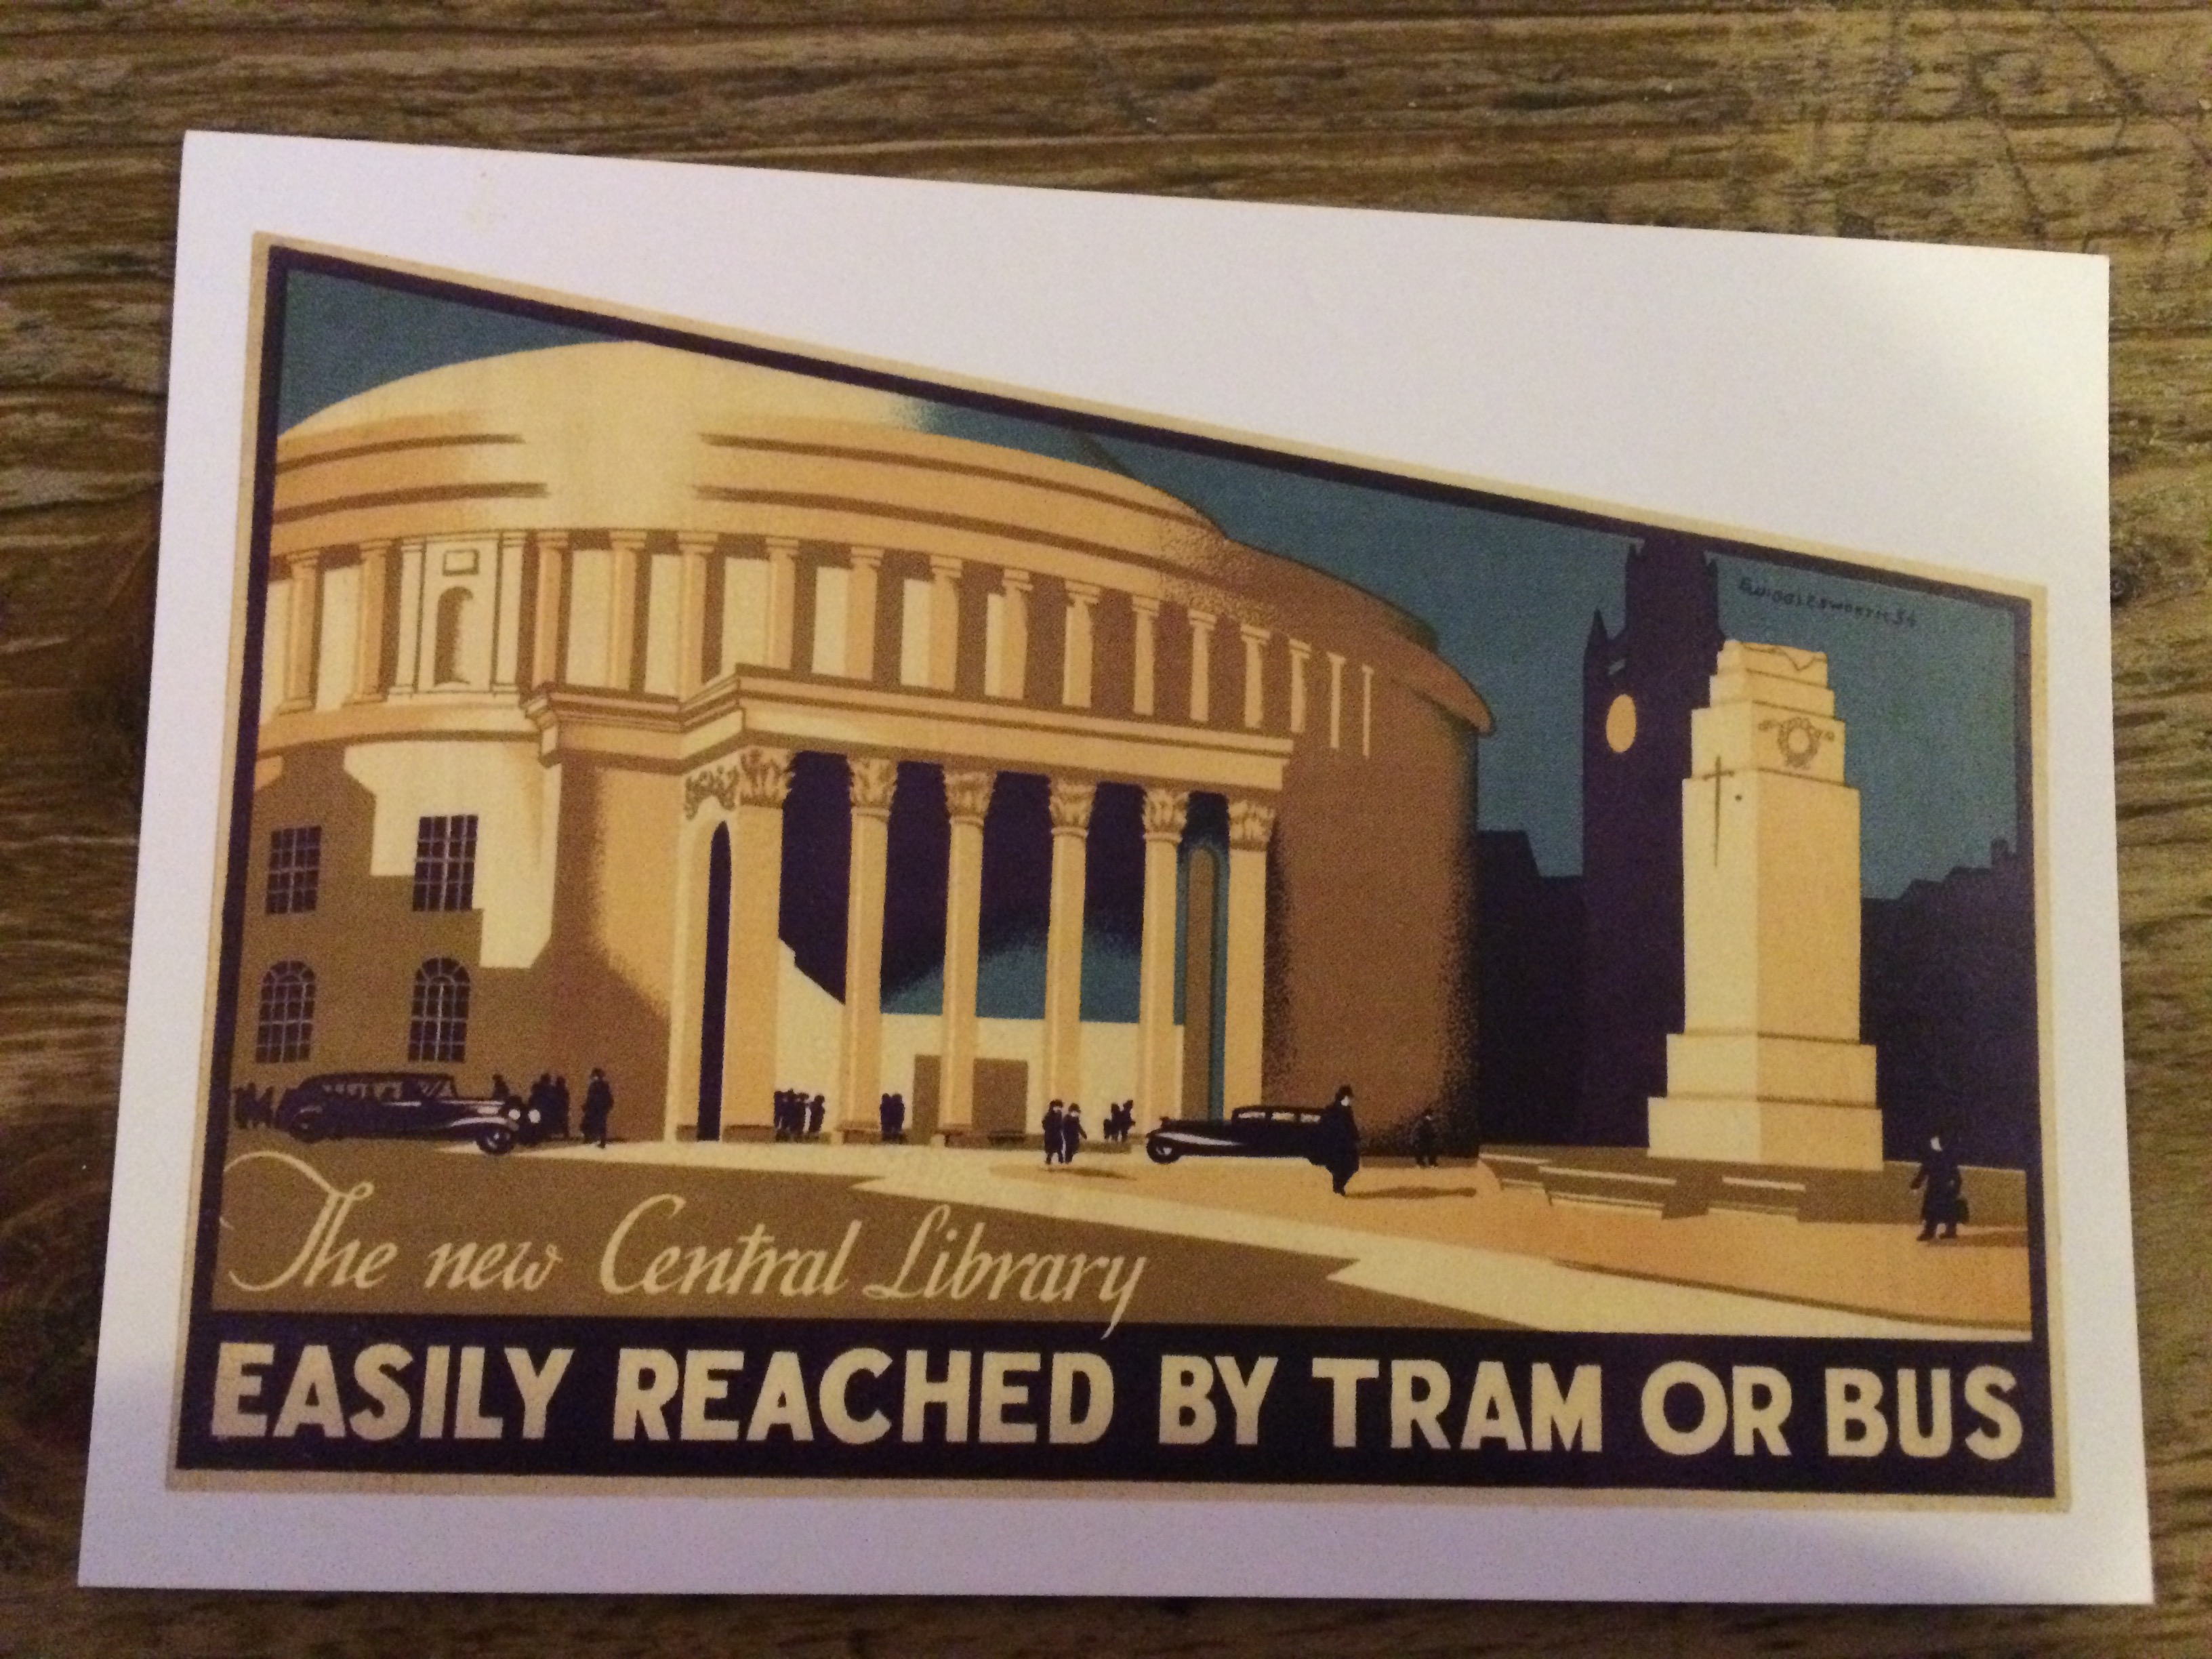 The new Central Library
EASILY REACHED BY TRAM OR BUS